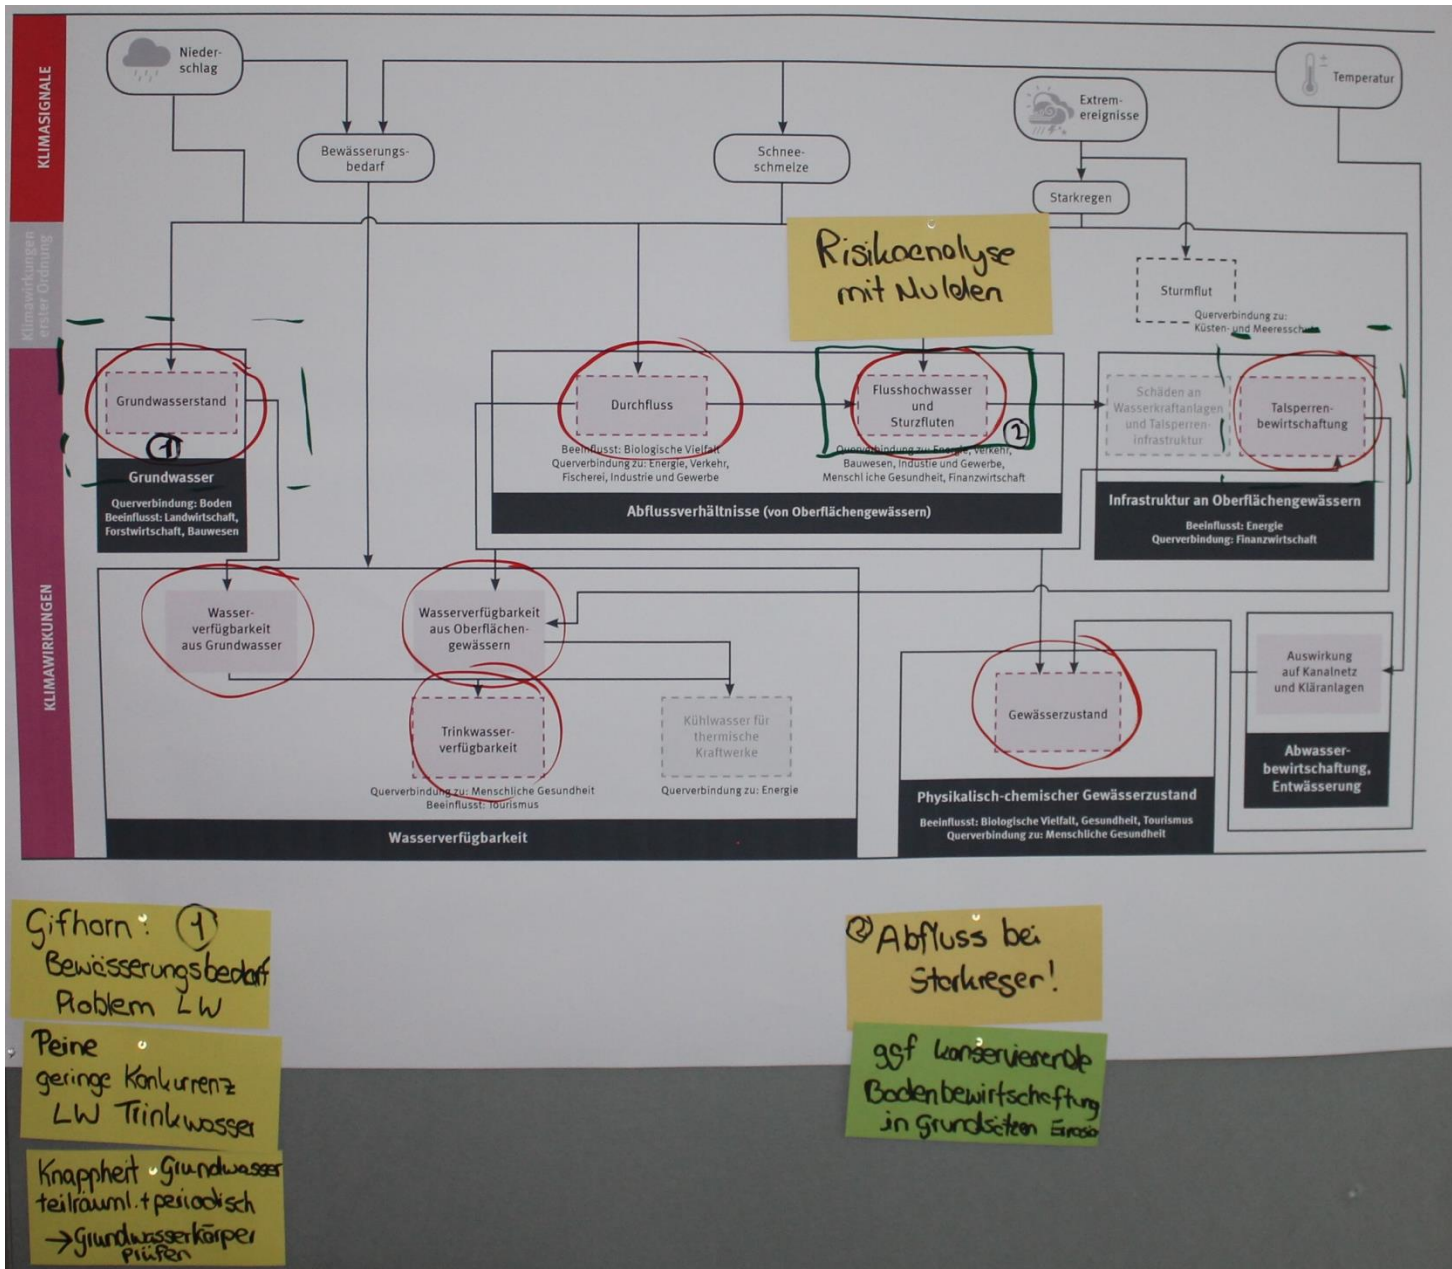 KLIMASIGNALE
Nieder-
schlag
Temperatur
Extrem-
ereignisse
Bewässerungs-
bedarf
Schnee-
schmelze
Starkregen
Klimawirkungen
erster Ordnung
Risikoanalyse
mit Mulden
Sturmflut
Querverbindung zu:
Küsten- und Meeresschutz
KLIMAWIRKUNGEN
Grundwasserstand
1
Grundwasser
Querverbindung: Boden
Beeinflusst: Landwirtschaft,
Forstwirtschaft, Bauwesen
Durchfluss
Beeinflusst: Biologische Vielfalt
Querverbindung zu: Energie, Verkehr,
Fischerei, Industrie und Gewerbe
Flusshochwasser
und
Sturzfluten
2
Querverbindung zu: Energie, Verkehr,
Bauwesen, Industie und Gewerbe,
Menschl iche Gesundheit, Finanzwirtschaft
Abflussverhältnisse (von Oberflächengewässern)
Schäden an
Wasserkraftanlagen
und Talsperren-
infrastruktur
Talsperren-
bewirtschaftung
Infrastruktur an Oberflächengewässern
Beeinflusst: Energie
Querverbindung: Finanzwirtschaft
Wasser-
verfügbarkeit
aus Grundwasser
Wasserverfügbarkeit
aus Oberflächen-
gewässern
Trinkwasser-
verfügbarkeit
Querverbindung zu: Menschliche Gesundheit
Beeinflusst: Tourismus
Kühlwasser für
thermische
Kraftwerke
Querverbindung zu: Energie
Wasserverfügbarkeit
Gewässerzustand
Physikalisch-chemischer Gewässerzustand
Beeinflusst: Biologische Vielfalt, Gesundheit, Tourismus
Querverbindung zu: Menschliche Gesundheit
Auswirkung
auf Kanalnetz
und Kläranlagen
Abwasser-
bewirtschaftung,
Entwässerung
Gifhorn: 1
Bewässerungsbedarf
Problem LW
Peine
geringe Konkurrenz
LW Trinkwasser
Knappheit Grundwasser
teilräuml. + periodisch
→ Grundwasserkörper
prüfen
2 Abfluss bei
Starkregen!
ggf konservierende
Bodenbewirtschaftung
in Grundsätzen Erosio